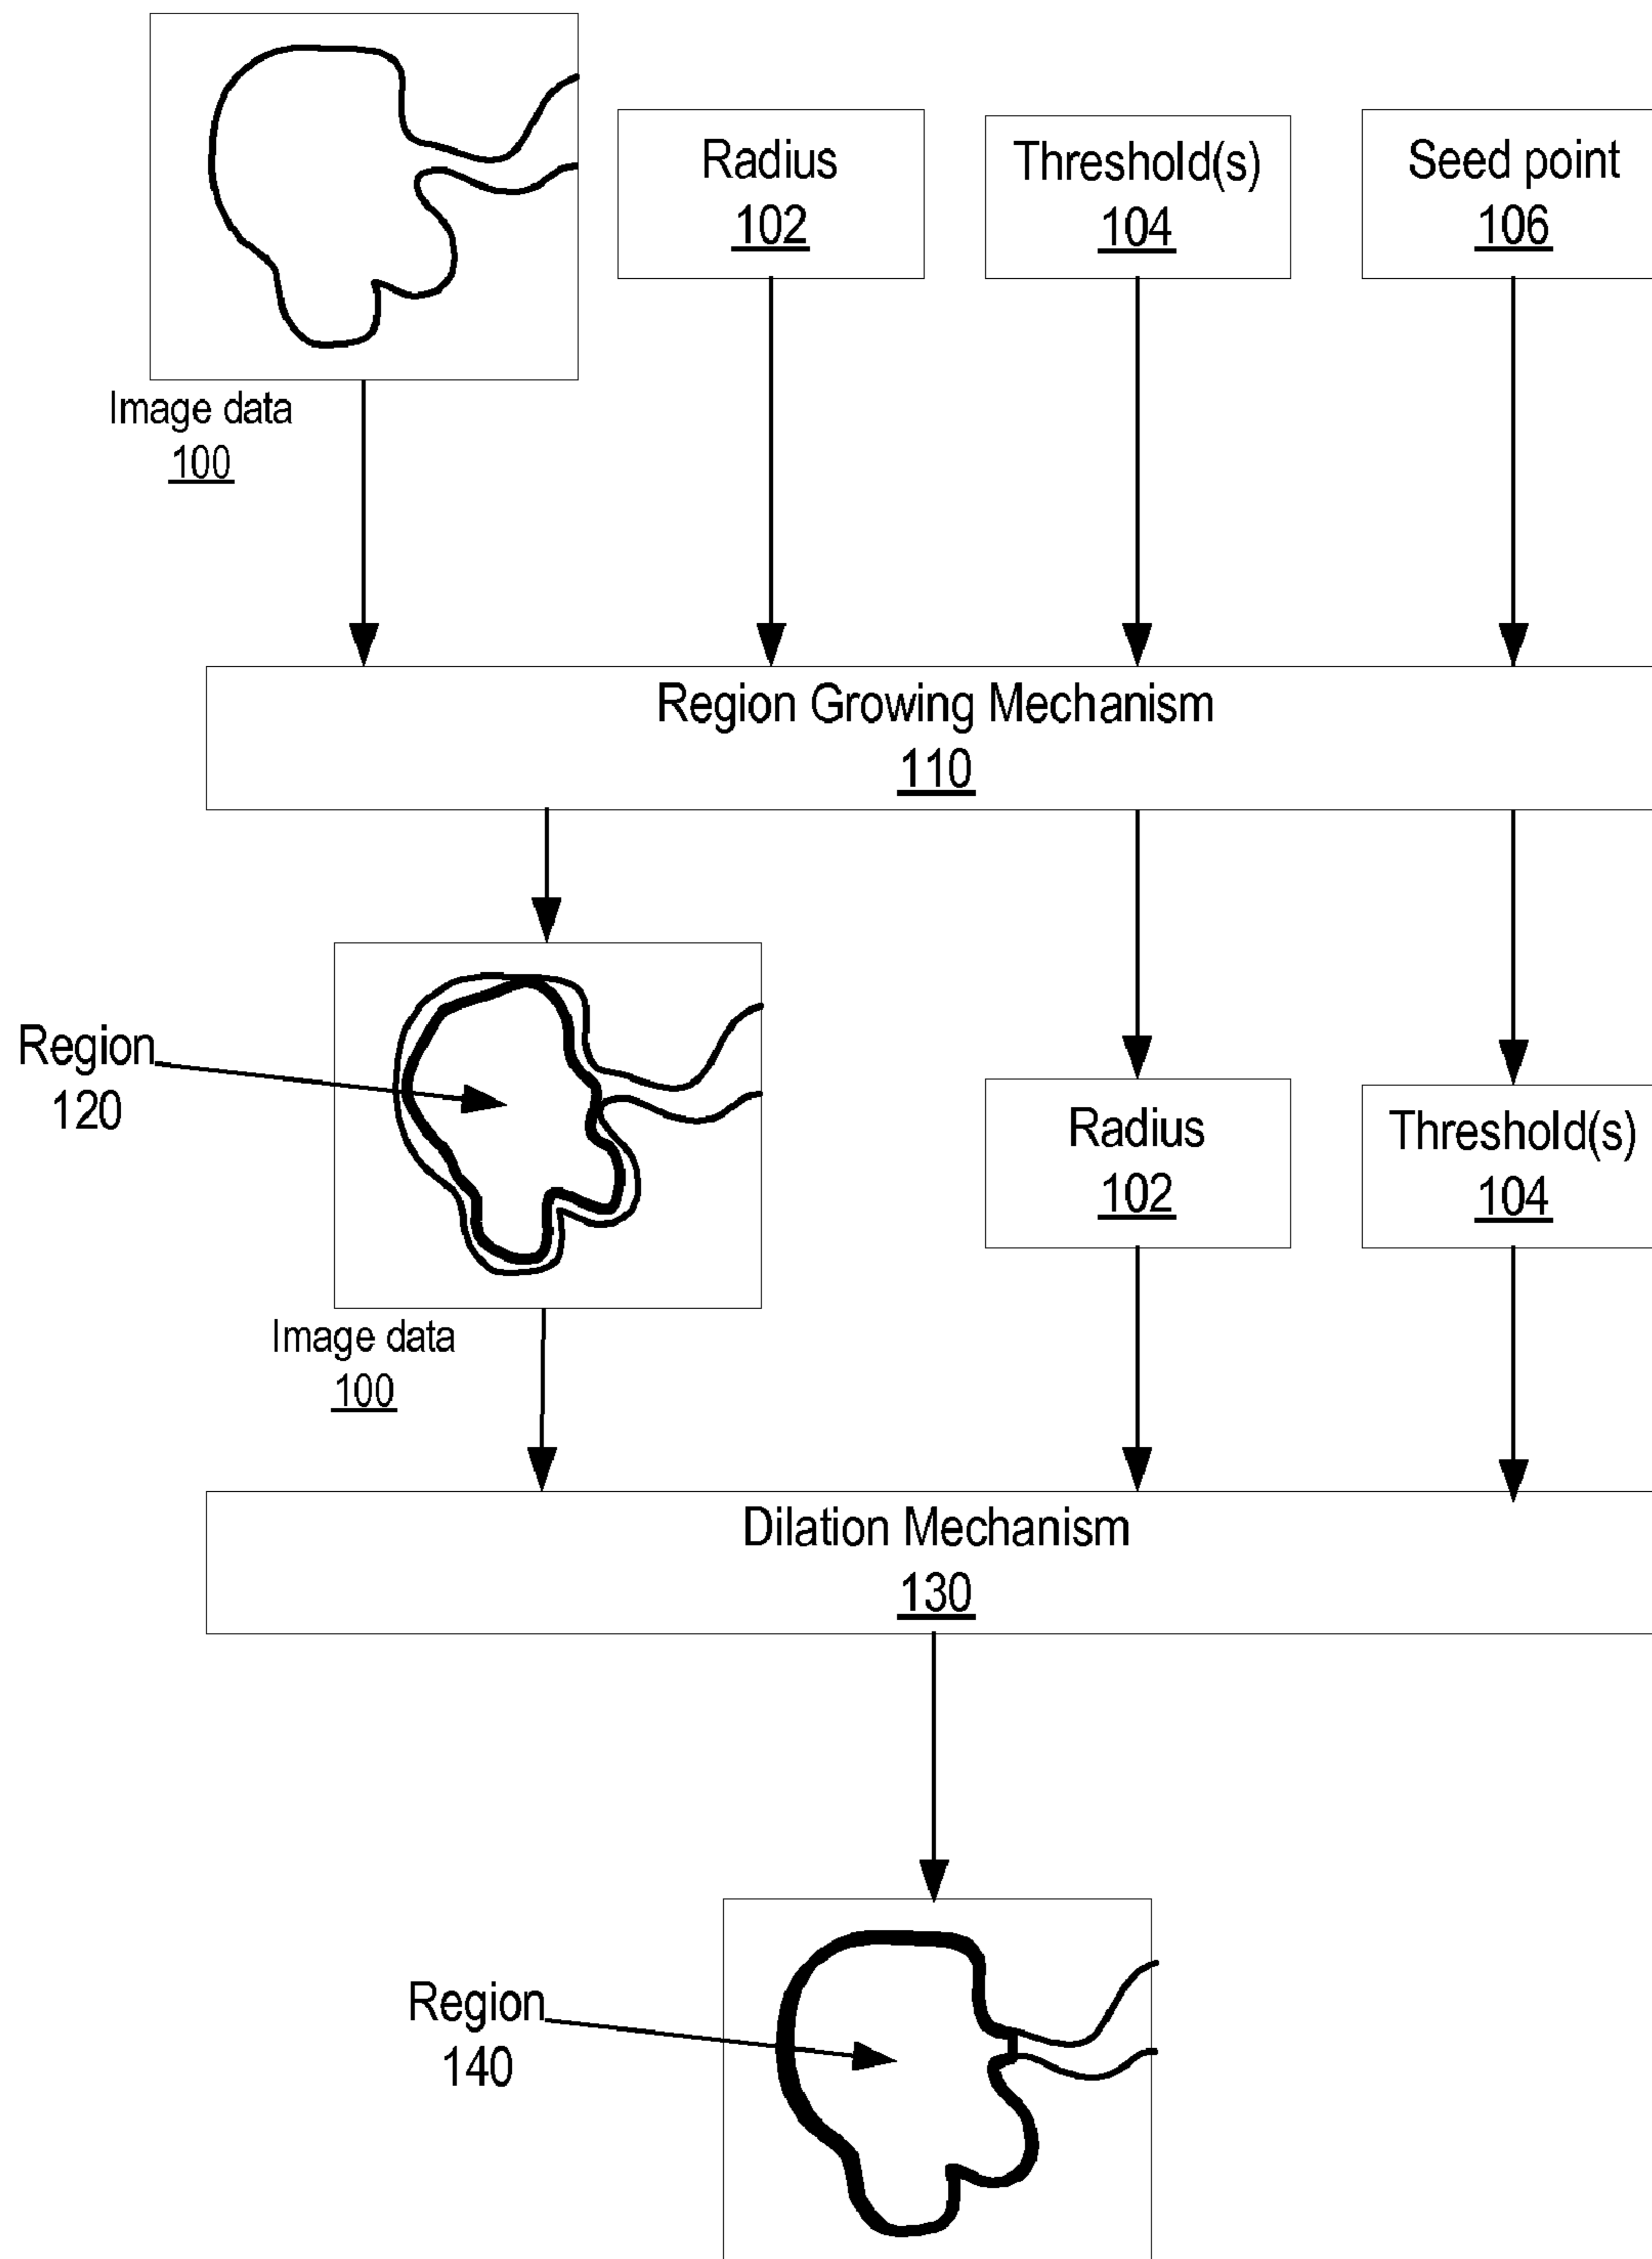 Radius
102
Threshold(s)
104
Seed point
106
Image data
100
Region Growing Mechanism
110
Region
120
Radius
102
Threshold(s)
104
Image data
100
Dilation Mechanism
130
Region
140